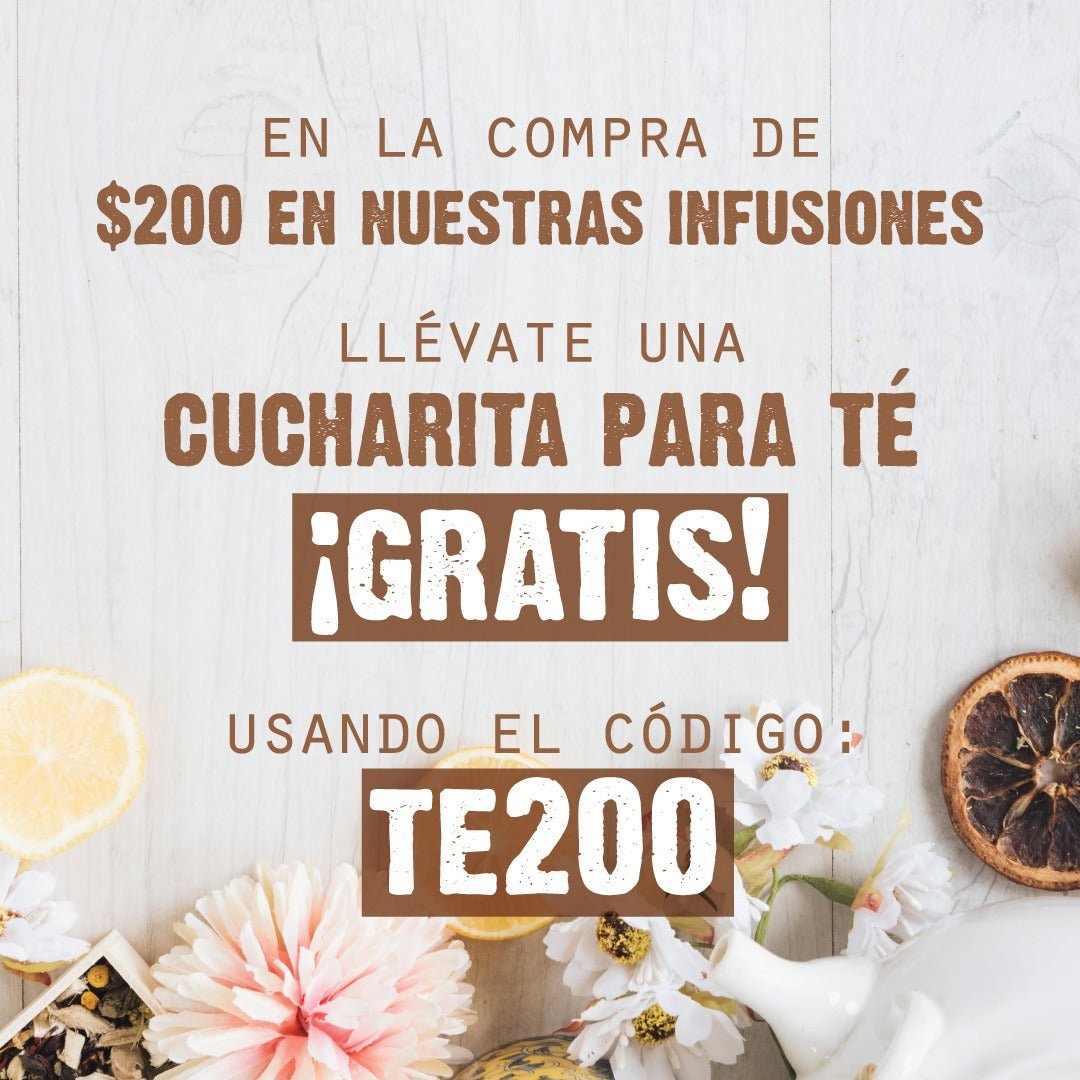 EN LA COMPRA DE
$200 EN NUESTRAS INFUSIONES
LLÉVATE UNA
CUCHARITA PARA TÉ
¡GRATIS!
USANDO EL CÓDIGO:
TE200